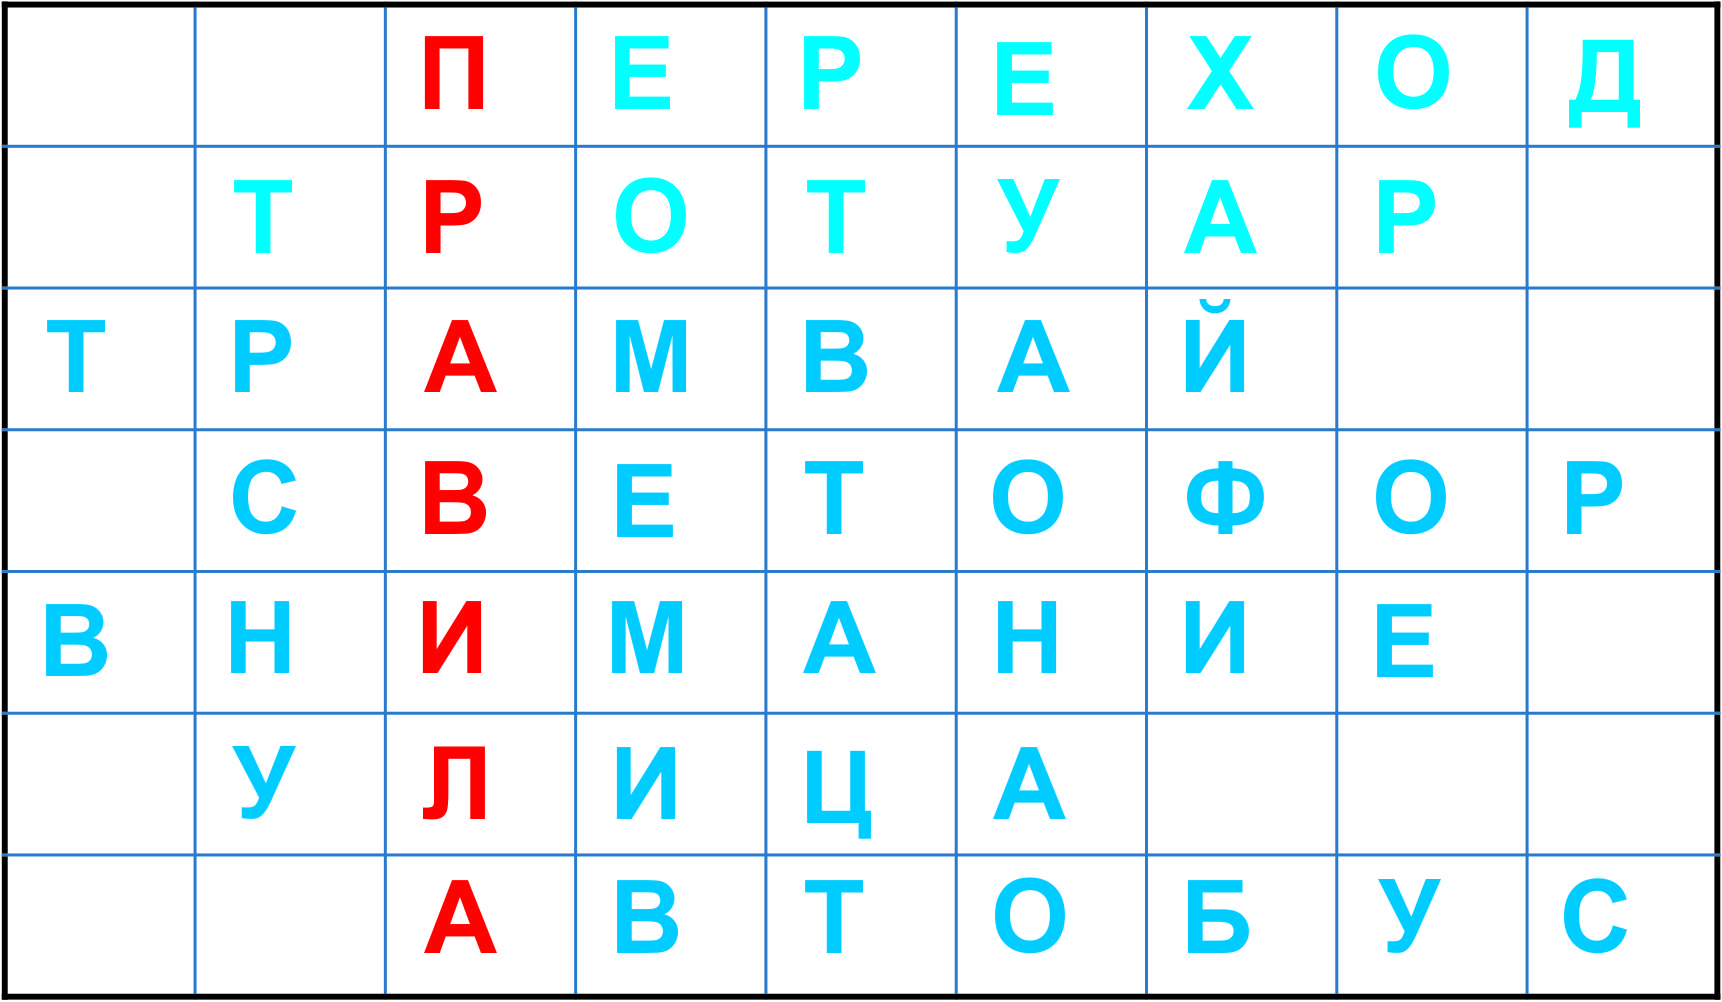 ПЕРЕХОД
ТРОТУАР
ТРАМВАЙ
СВЕТОФОР
ВНИМАНИЕ
УЛИЦА
АВТОБУС